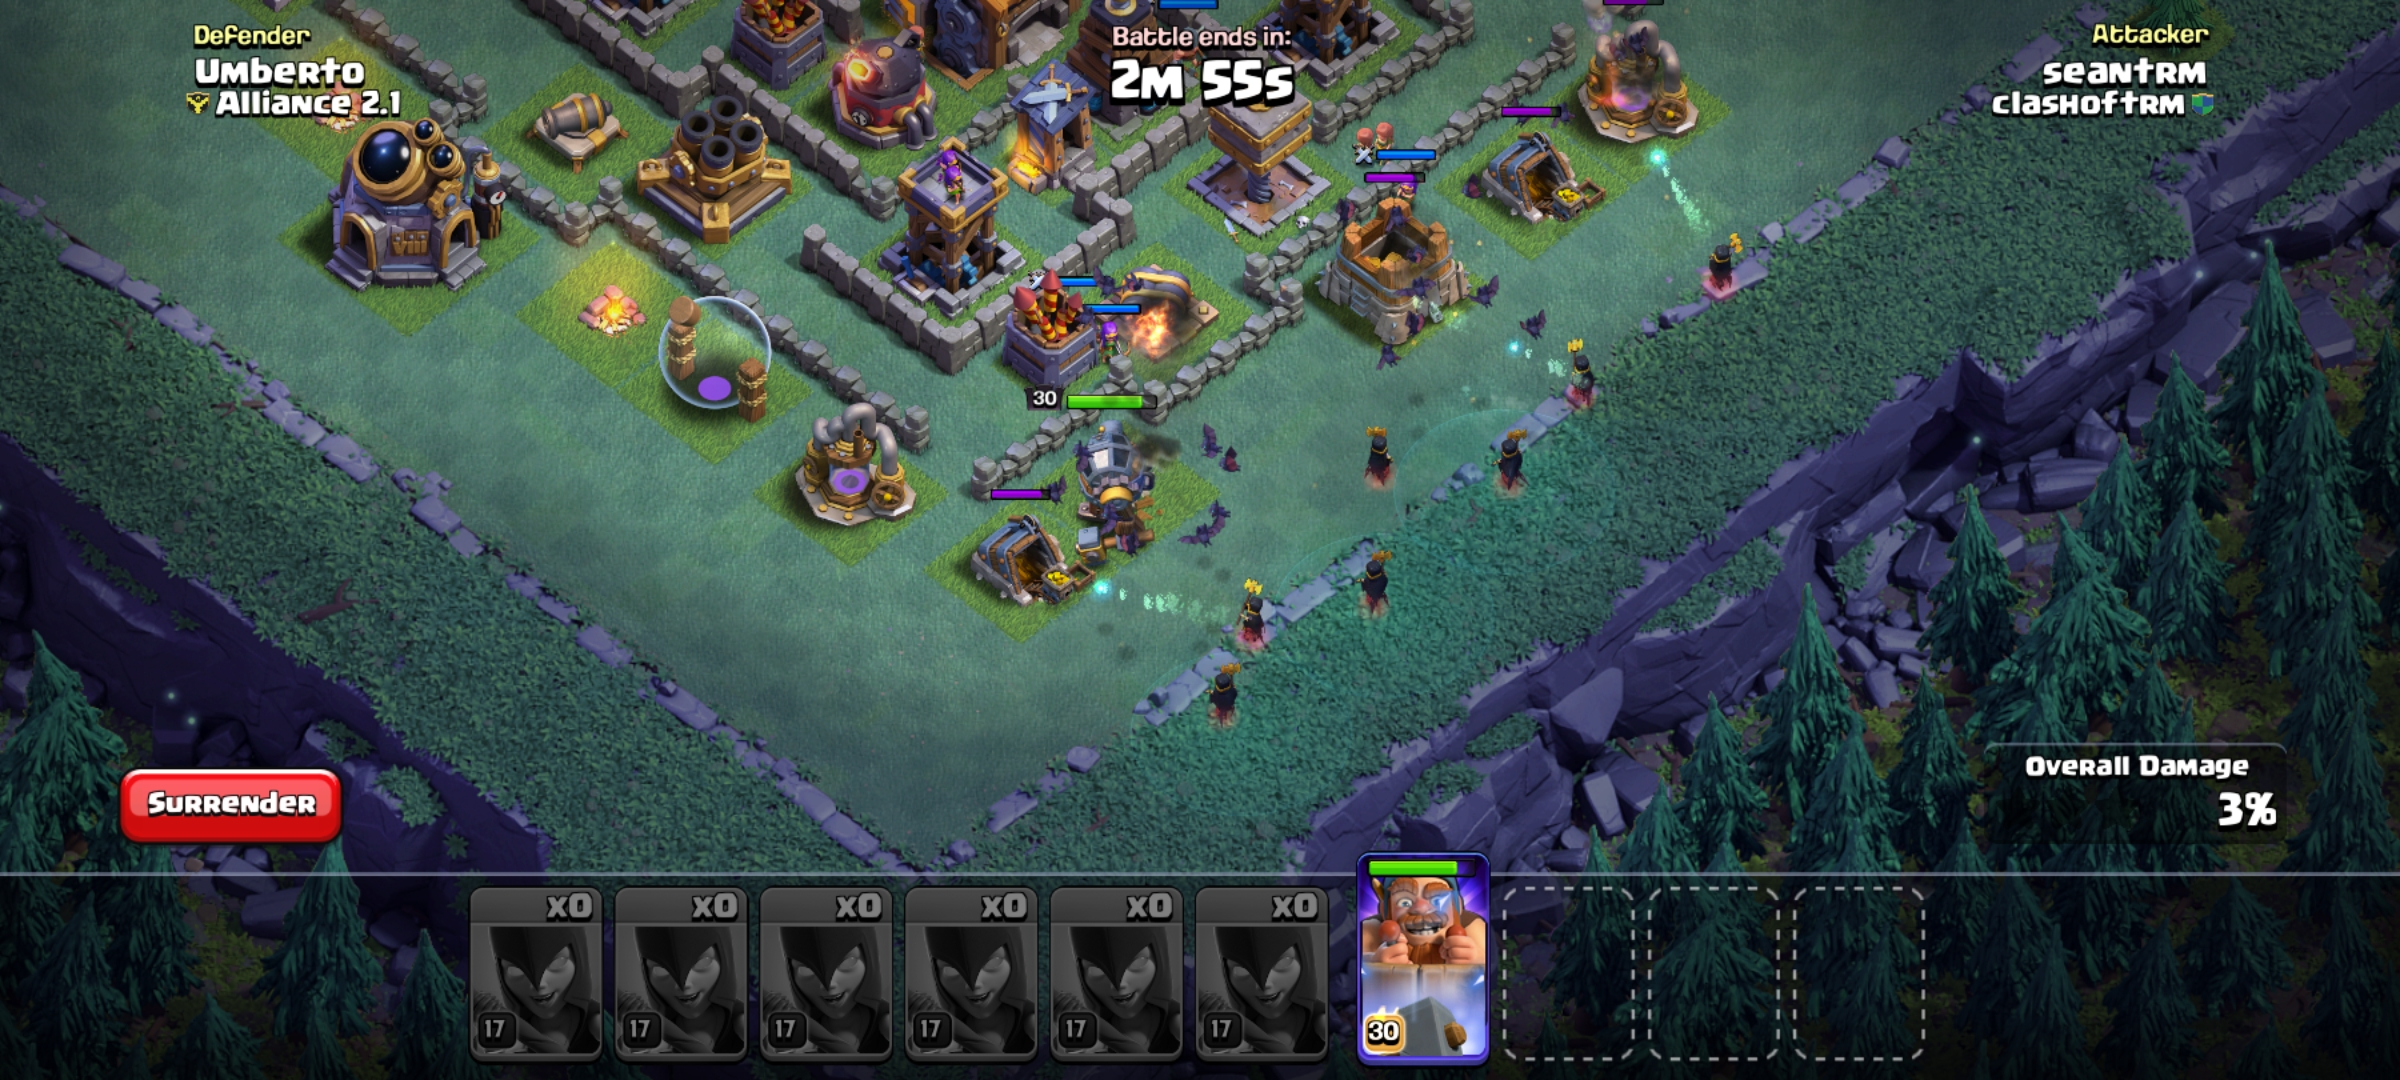 Defender
Umberto
Alliance 2.1
Battle ends in:
2M 55s
Attacker
seantRM
clashoftRM
VII
30
Surrender
Overall Damage
3%
x0
x0
x0
x0
x0
x0
17
17
17
17
17
17
30